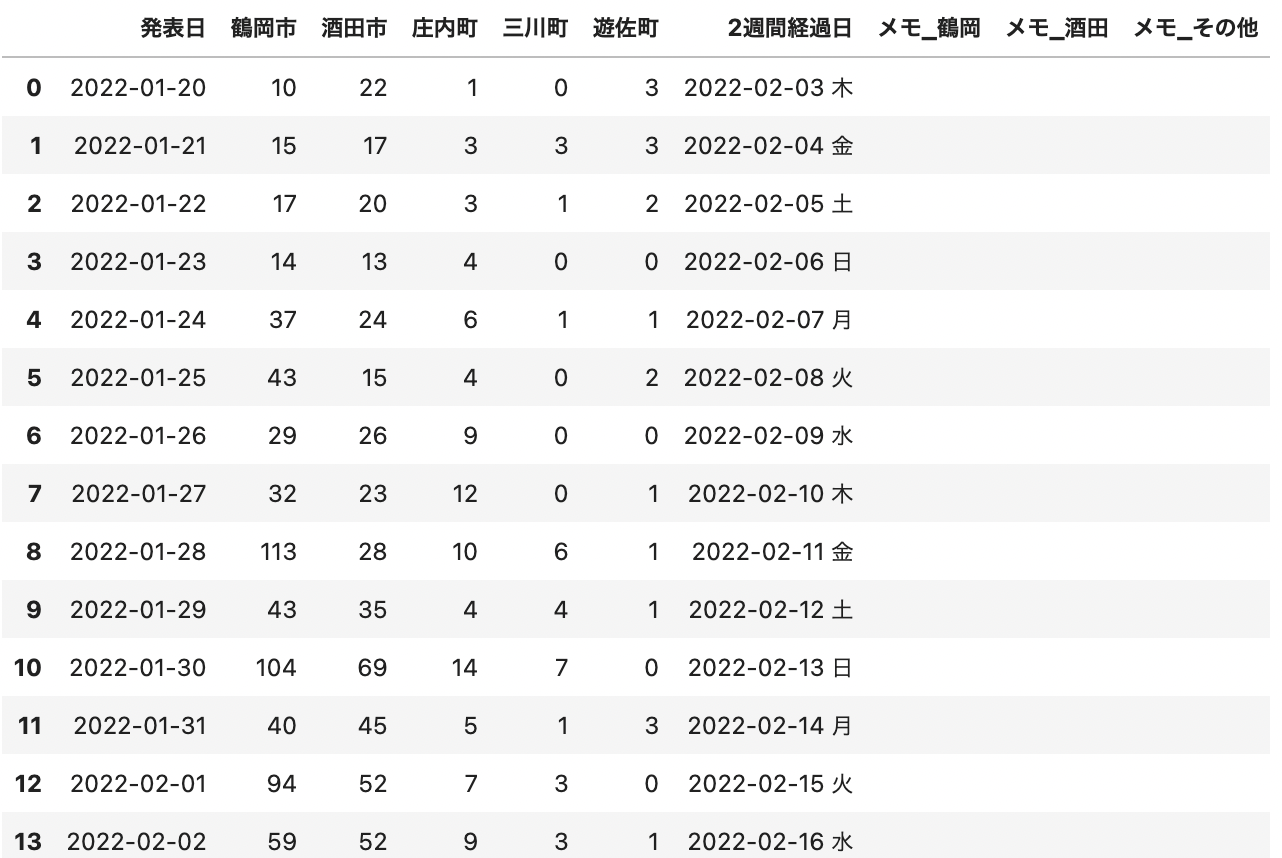 発表日 鶴岡市 酒田市 庄内町 三川町 遊佐町 2週間経過日 メモ_鶴岡 メモ_酒田 メモ_その他
0 2022-01-20 10 22 1 0 3 2022-02-03 木
1 2022-01-21 15 17 3 3 3 2022-02-04 金
2 2022-01-22 17 20 3 1 2 2022-02-05 土
3 2022-01-23 14 13 4 0 0 2022-02-06 日
4 2022-01-24 37 24 6 1 1 2022-02-07 月
5 2022-01-25 43 15 4 0 2 2022-02-08 火
6 2022-01-26 29 26 9 0 0 2022-02-09 水
7 2022-01-27 32 23 12 0 1 2022-02-10 木
8 2022-01-28 113 28 10 6 1 2022-02-11 金
9 2022-01-29 43 35 4 4 1 2022-02-12 土
10 2022-01-30 104 69 14 7 0 2022-02-13 日
11 2022-01-31 40 45 5 1 3 2022-02-14 月
12 2022-02-01 94 52 7 3 0 2022-02-15 火
13 2022-02-02 59 52 9 3 1 2022-02-16 水